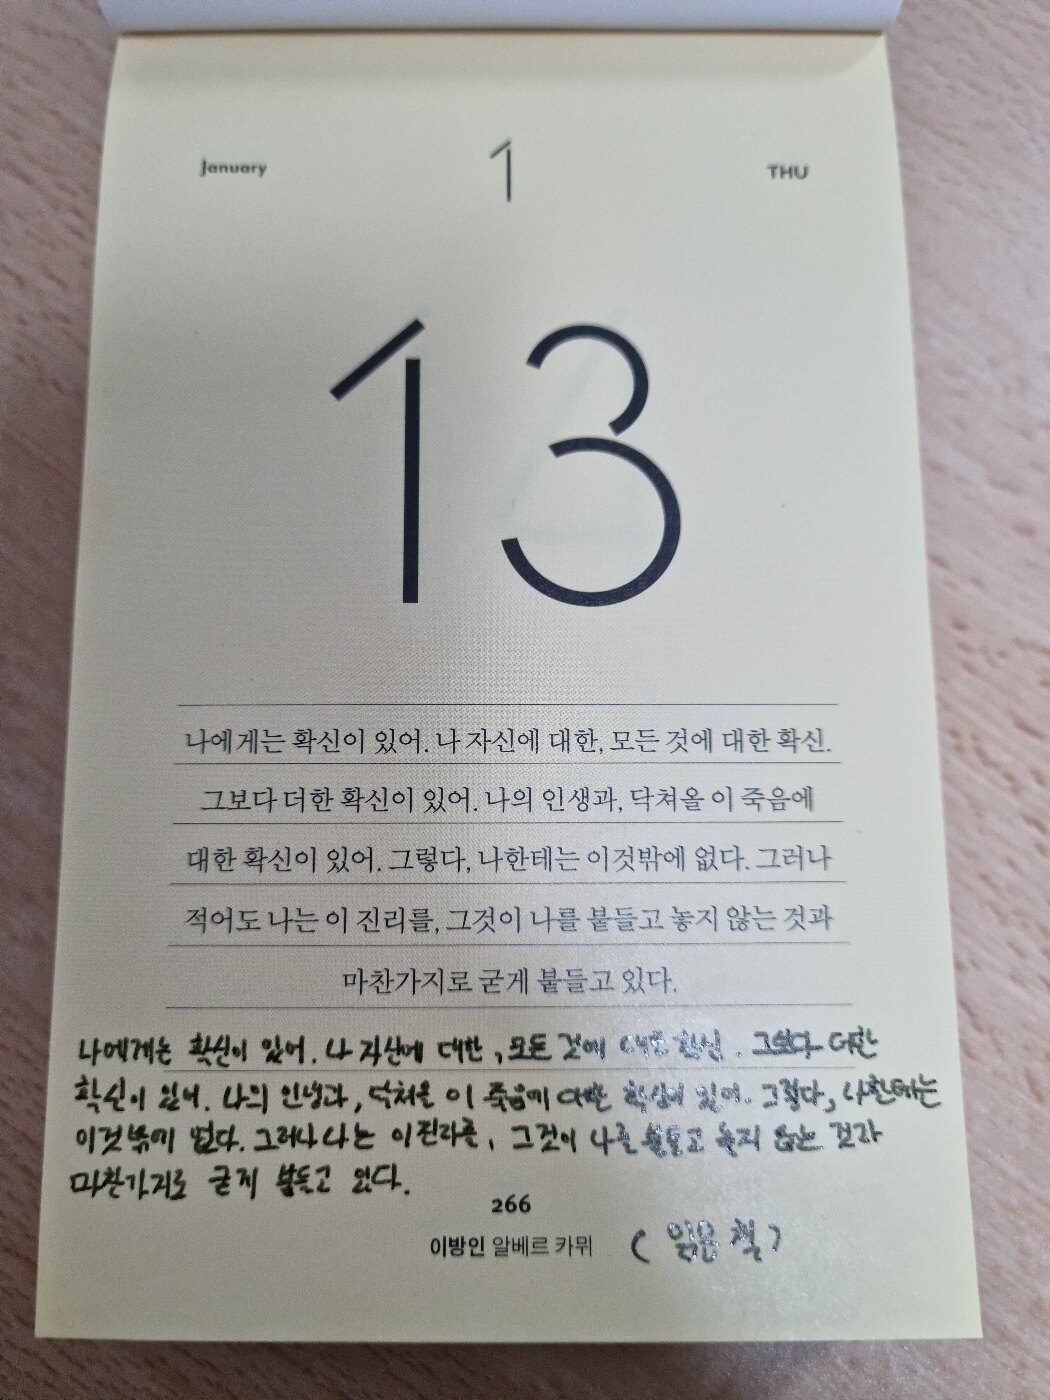 January 1 THU
13
나에게는 확신이 있어. 나 자신에 대한, 모든 것에 대한 확신.
그보다 더한 확신이 있어. 나의 인생과, 닥쳐올 이 죽음에
대한 확신이 있어. 그렇다, 나한테는 이것밖에 없다. 그러나
적어도 나는 이 진리를, 그것이 나를 붙들고 놓지 않는 것과
마찬가지로 굳게 붙들고 있다.
나에게는 확신이 있어. 나 자신에 대한, 모든 것에 대한 확신. 그보다 더한
확신이 있어. 나의 인생과, 닥쳐올 이 죽음에 대한 확신이 있어. 그렇다, 나한테는
이것밖에 없다. 그러나 나는 이 진리를, 그것이 나를 붙들고 놓지 않는 것과
마찬가지로 굳게 붙들고 있다.
266
이방인 알베르 카뮈 (읽은 책)